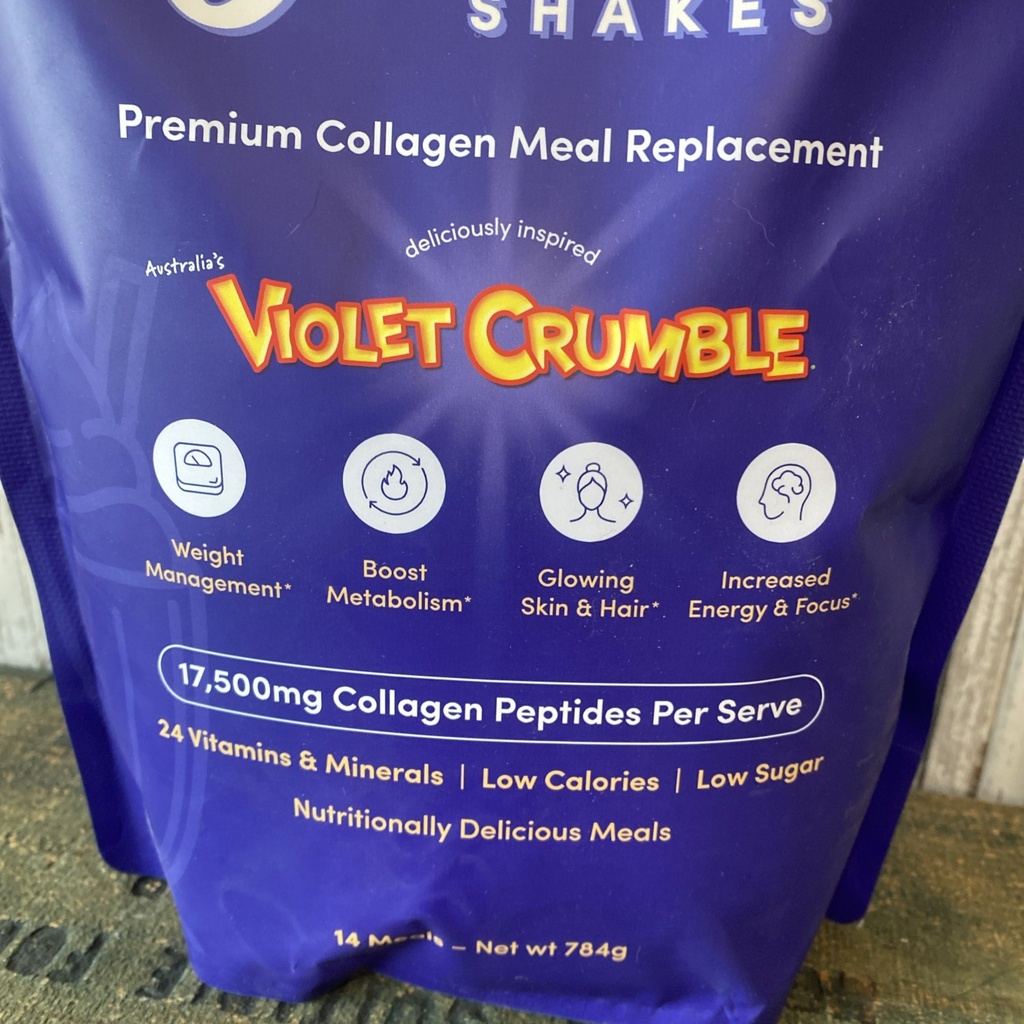 SHAKES
Premium Collagen Meal Replacement
deliciously inspired
Australia's
VIOLET CRUMBLE
Weight
Management*
Boost
Metabolism*
Glowing
Skin & Hair*
Increased
Energy & Focus*
17,500mg Collagen Peptides Per Serve
24 Vitamins & Minerals | Low Calories | Low Sugar
Nutritionally Delicious Meals
14 Meals – Net wt 784g